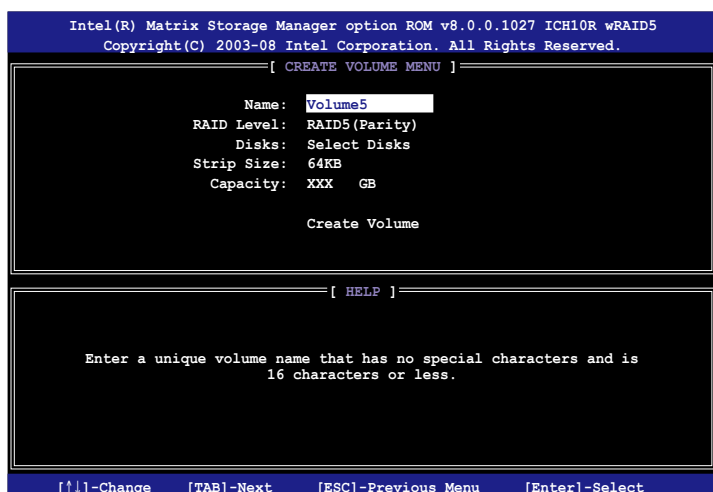 Intel(R) Matrix Storage Manager option ROM v8.0.0.1027 ICH10R wRAID5
Copyright(C) 2003-08 Intel Corporation. All Rights Reserved.
[ CREATE VOLUME MENU ]
Name: Volume5
RAID Level: RAID5(Parity)
Disks: Select Disks
Strip Size: 64KB
Capacity: XXX GB
Create Volume
[ HELP ]
Enter a unique volume name that has no special characters and is
16 characters or less.
[↑↓]-Change [TAB]-Next [ESC]-Previous Menu [Enter]-Select